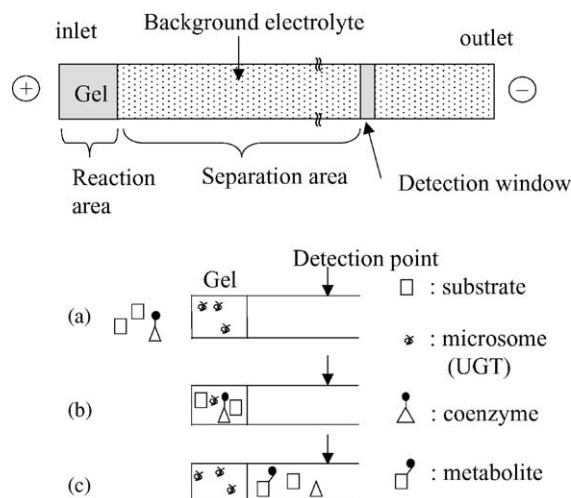 Background electrolyte
inlet
outlet
+
Gel
−
Reaction area
Separation area
Detection window
Detection point
Gel
(a)
: substrate
: microsome (UGT)
(b)
: coenzyme
(c)
: metabolite